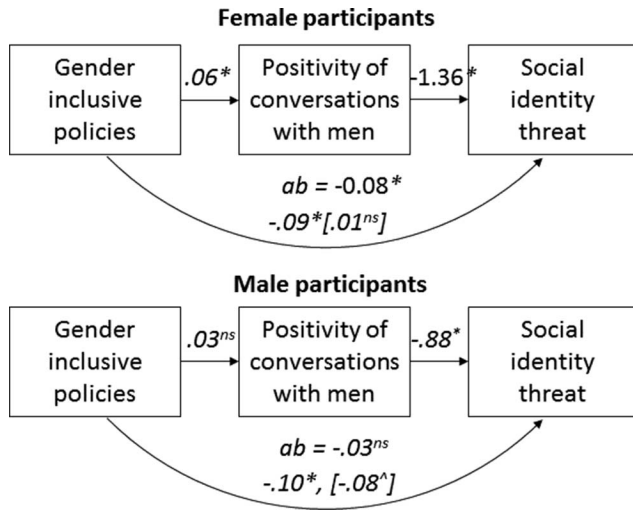 Female participants
Gender inclusive policies
.06*
Positivity of conversations with men
-1.36*
Social identity threat
ab = -0.08*
-.09*[.01ns]
Male participants
Gender inclusive policies
.03ns
Positivity of conversations with men
-.88*
Social identity threat
ab = -.03ns
-.10*, [-.08^]